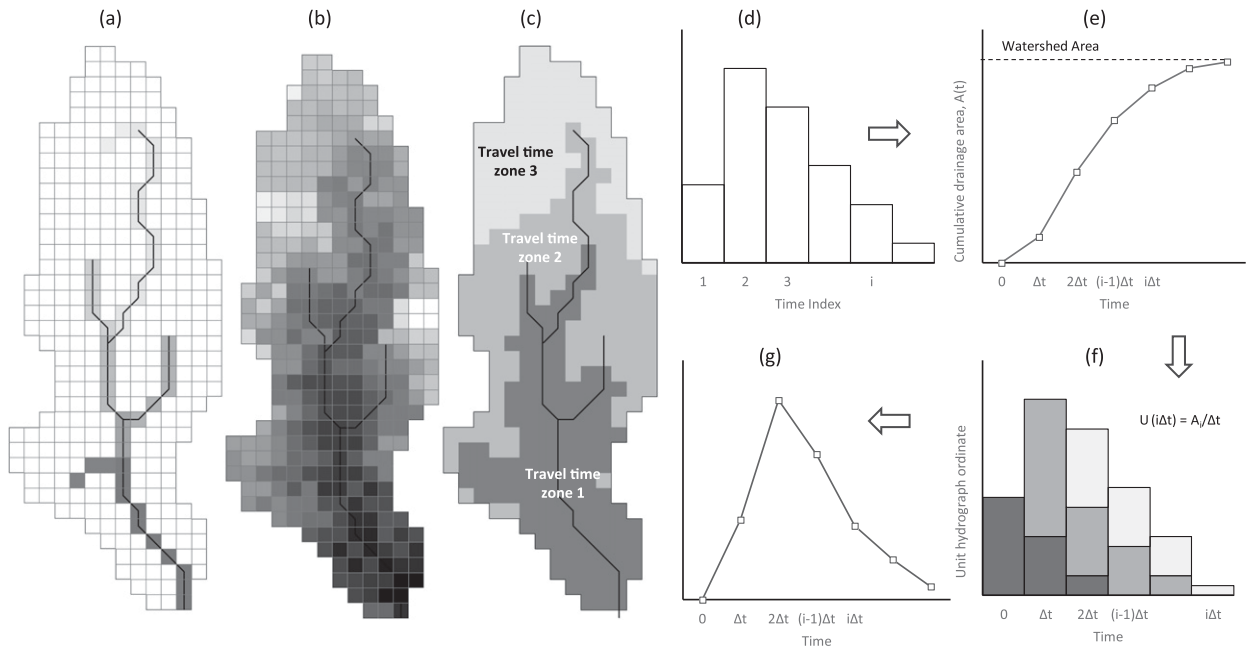 (a)
(b)
(c)
(d)
(e)
Travel time
zone 3
Travel time
zone 2
Travel time
zone 1
1 2 3 i
Time Index
Cumulative drainage area, A(t)
Watershed Area
0 Δt 2Δt (i-1)Δt iΔt
Time
(g)
0 Δt 2Δt (i-1)Δt iΔt
Time
(f)
Unit hydrograph ordinate
U (iΔt) = Aᵢ/Δt
0 Δt 2Δt (i-1)Δt iΔt
Time